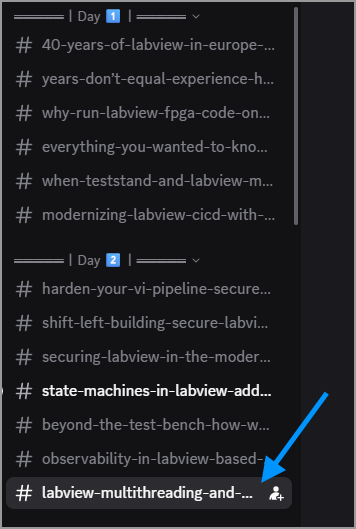 | Day 1 |
# 40-years-of-labview-in-europe-...
# years-don't-equal-experience-h...
# why-run-labview-fpga-code-on...
# everything-you-wanted-to-kno...
# when-teststand-and-labview-m...
# modernizing-labview-cicd-with-...
| Day 2 |
# harden-your-vi-pipeline-secure...
# shift-left-building-secure-labvi...
# securing-labview-in-the-moder...
# state-machines-in-labview-add...
# beyond-the-test-bench-how-w...
# observability-in-labview-based-
# labview-multithreading-and-...